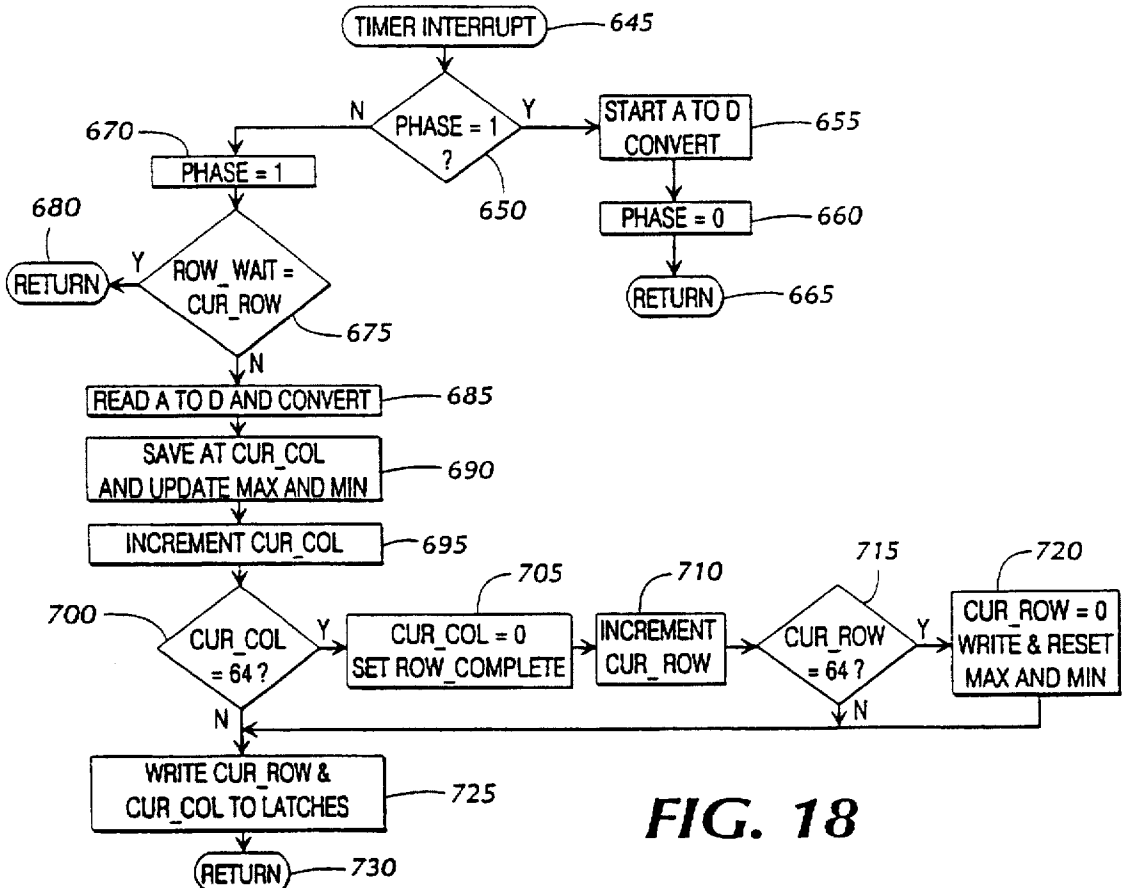 TIMER INTERRUPT
645
N
Y
PHASE = 1
?
650
START A TO D
CONVERT
655
PHASE = 0
660
RETURN
665
670
PHASE = 1
680
RETURN
Y
ROW_WAIT =
CUR_ROW
675
N
READ A TO D AND CONVERT
685
SAVE AT CUR_COL
AND UPDATE MAX AND MIN
690
INCREMENT CUR_COL
695
700
CUR_COL
= 64 ?
Y
N
705
CUR_COL = 0
SET ROW_COMPLETE
710
INCREMENT
CUR_ROW
715
CUR_ROW
= 64 ?
Y
N
720
CUR_ROW = 0
WRITE & RESET
MAX AND MIN
WRITE CUR_ROW &
CUR_COL TO LATCHES
725
RETURN
730
FIG. 18